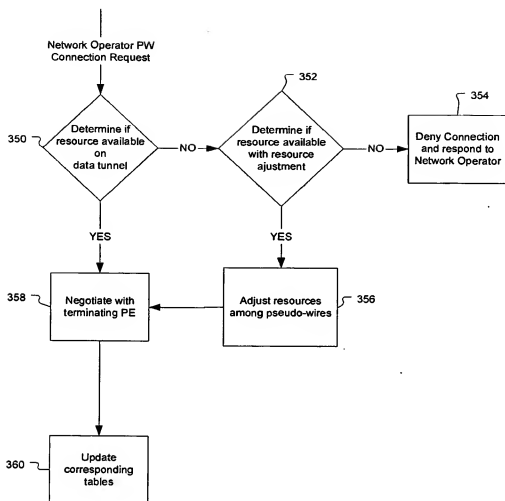 Network Operator PW
Connection Request
352
354
350
Determine if
resource available
on
data tunnel
NO
Determine if
resource available
with resource
ajustment
NO
Deny Connection
and respond to
Network Operator
YES
YES
358
Negotiate with
terminating PE
Adjust resources
among pseudo-wires
356
360
Update
corresponding
tables